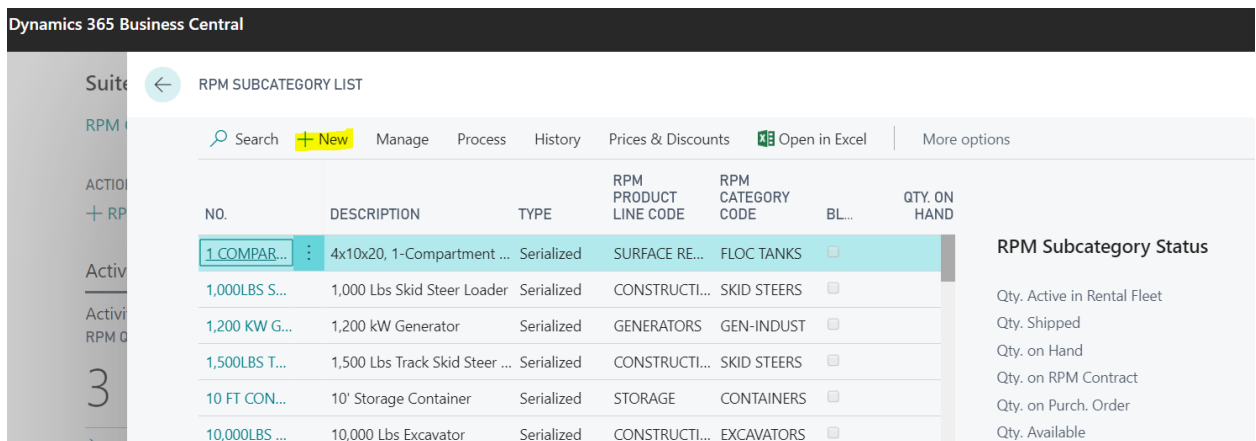 Dynamics 365 Business Central
Suite
RPM SUBCATEGORY LIST
RPM
Search + New Manage Process History Prices & Discounts Open in Excel More options
ACTIO
+ RP
NO. DESCRIPTION TYPE RPM PRODUCT LINE CODE RPM CATEGORY CODE BL... QTY. ON HAND
1 COMPAR... 4x10x20, 1-Compartment ... Serialized SURFACE RE... FLOC TANKS
RPM Subcategory Status
Activ
1,000LBS S... 1,000 Lbs Skid Steer Loader Serialized CONSTRUCTI... SKID STEERS
Qty. Active in Rental Fleet
Activi
1,200 KW G... 1,200 kW Generator Serialized GENERATORS GEN-INDUST
Qty. Shipped
RPM Q
1,500LBS T... 1,500 Lbs Track Skid Steer ... Serialized CONSTRUCTI... SKID STEERS
Qty. on Hand
Qty. on RPM Contract
3
10 FT CON... 10' Storage Container Serialized STORAGE CONTAINERS
Qty. on Purch. Order
10,000LBS ... 10,000 Lbs Excavator Serialized CONSTRUCTI... EXCAVATORS
Qty. Available